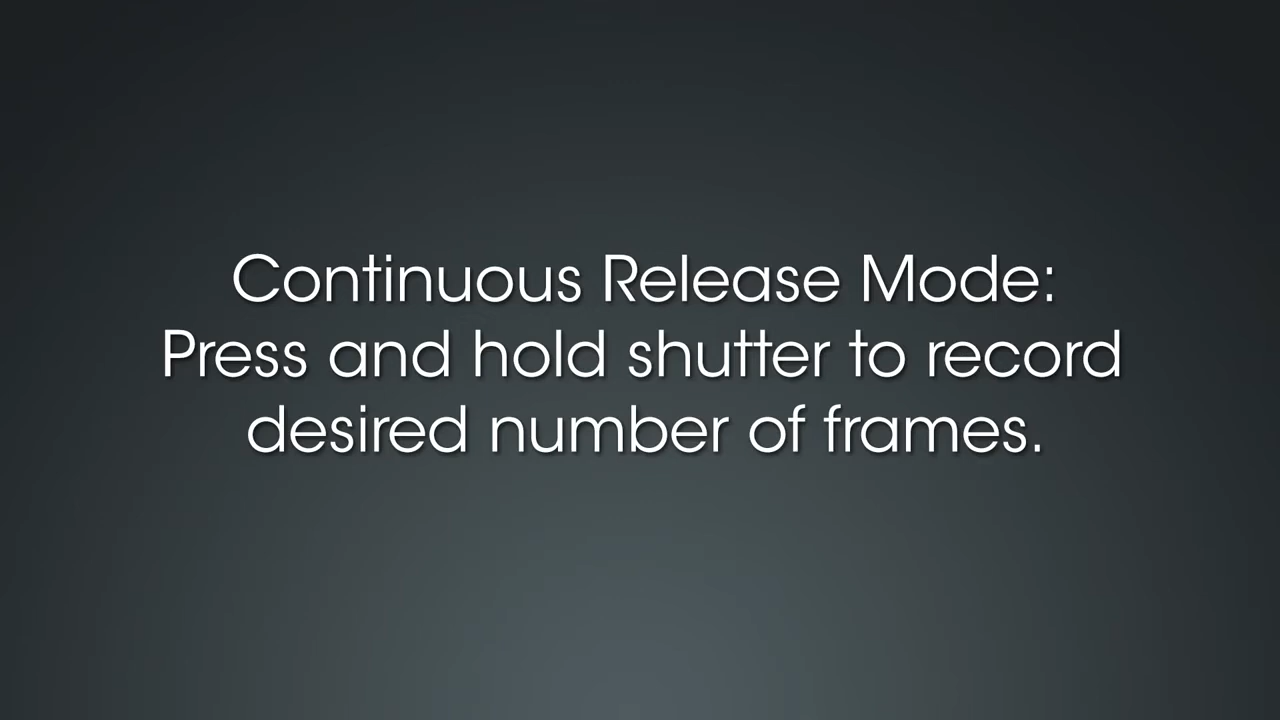 Continuous Release Mode:
Press and hold shutter to record
desired number of frames.